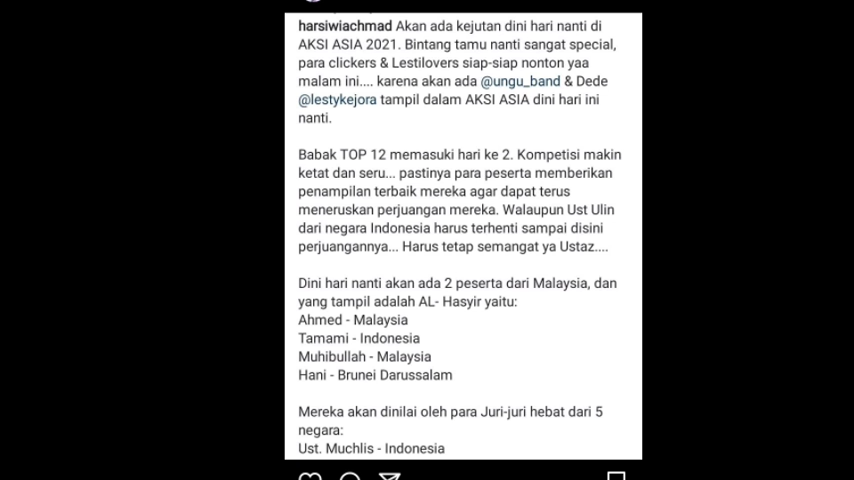 harsiwiachmad Akan ada kejutan dini hari nanti di
AKSI ASIA 2021. Bintang tamu nanti sangat special,
para clickers & Lestilovers siap-siap nonton yaa
malam ini.... karena akan ada @ungu_band & Dede
@lestykejora tampil dalam AKSI ASIA dini hari ini
nanti.
Babak TOP 12 memasuki hari ke 2. Kompetisi makin
ketat dan seru... pastinya para peserta memberikan
penampilan terbaik mereka agar dapat terus
meneruskan perjuangan mereka. Walaupun Ust Ulin
dari negara Indonesia harus terhenti sampai disini
perjuangannya... Harus tetap semangat ya Ustaz....
Dini hari nanti akan ada 2 peserta dari Malaysia, dan
yang tampil adalah AL- Hasyir yaitu:
Ahmed - Malaysia
Tamami - Indonesia
Muhibullah - Malaysia
Hani - Brunei Darussalam
Mereka akan dinilai oleh para Juri-juri hebat dari 5
negara:
Ust. Muchlis - Indonesia